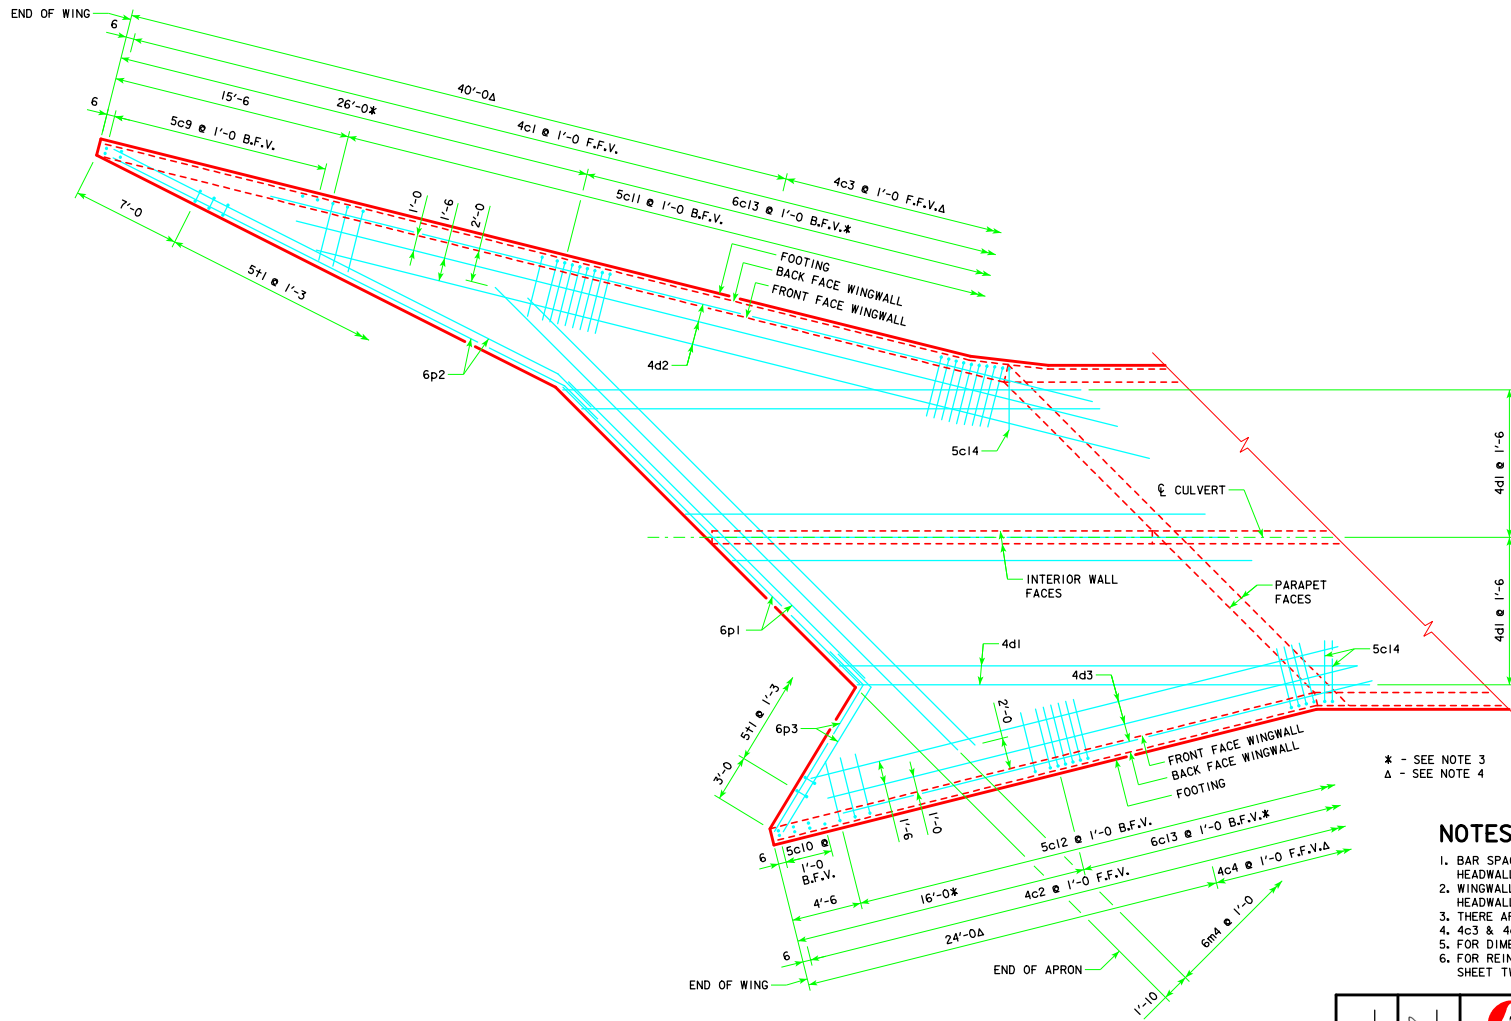 END OF WING
6
40'-0Δ
15'-6
26'-0*
4c1 @ 1'-0 F.F.V.
6
5c9 @ 1'-0 B.F.V.
4c3 @ 1'-0 F.F.V.Δ
6c13 @ 1'-0 B.F.V.*
5c11 @ 1'-0 B.F.V.
1'-0
1'-6
2'-0
7'-0
5t1 @ 1'-3
FOOTING
BACK FACE WINGWALL
FRONT FACE WINGWALL
6p2
4d2
5c14
4d1 @ 1'-6
℄ CULVERT
INTERIOR WALL
FACES
PARAPET
FACES
4d1 @ 1'-6
6p1
4d1
5c14
4d3
5t1 @ 1'-3
6p3
2'-0
3'-0
FRONT FACE WINGWALL
BACK FACE WINGWALL
FOOTING
* - SEE NOTE 3
Δ - SEE NOTE 4
1'-6
1'-0
6
5c10 @
1'-0
B.F.V.
5c12 @ 1'-0 B.F.V.
6c13 @ 1'-0 B.F.V.*
4'-6
16'-0*
4c2 @ 1'-0 F.F.V.
4c4 @ 1'-0 F.F.V.Δ
6
24'-0Δ
6m4 @ 1'-0
END OF WING
END OF APRON
1'-10
NOTES
1. BAR
HEADWALL
2. WINGWALL
HEADWALL
3. THERE
4. 4c3 &
5. FOR
6. FOR
SHEET